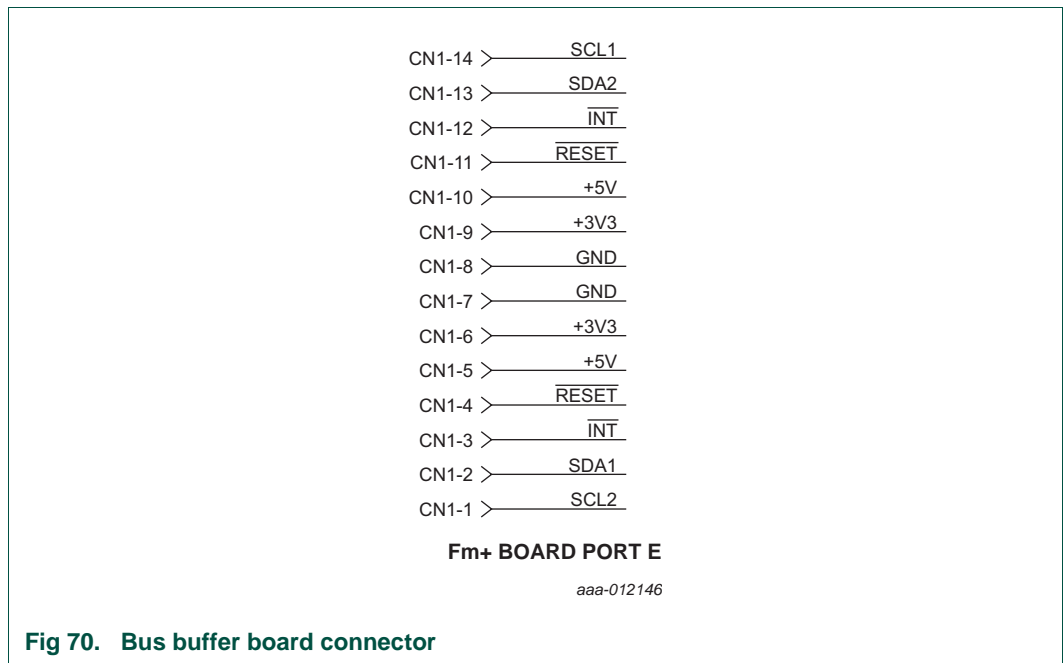 CN1-14 SCL1
CN1-13 SDA2
CN1-12 INT
CN1-11 RESET
CN1-10 +5V
CN1-9 +3V3
CN1-8 GND
CN1-7 GND
CN1-6 +3V3
CN1-5 +5V
CN1-4 RESET
CN1-3 INT
CN1-2 SDA1
CN1-1 SCL2
Fm+ BOARD PORT E
aaa-012146
Fig 70. Bus buffer board connector